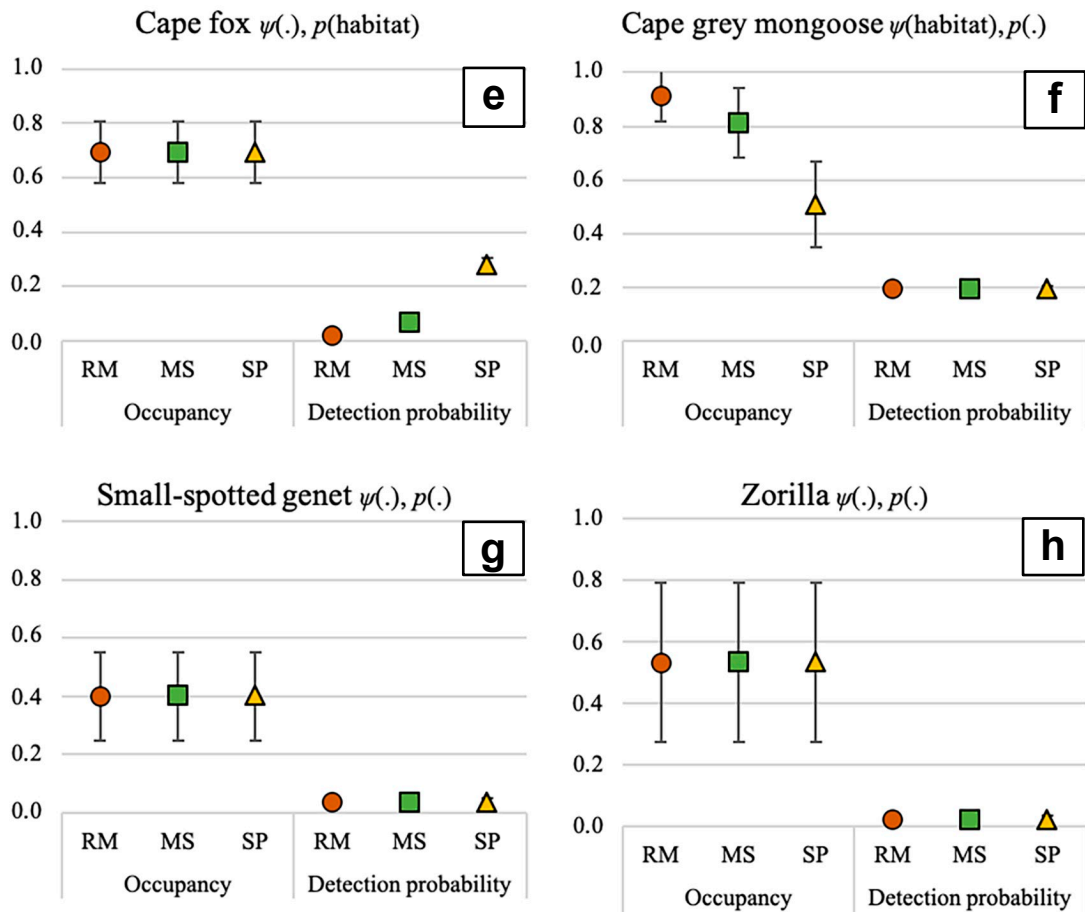 Cape fox ψ(.), p(habitat)
e
1.0
0.8
0.6
0.4
0.2
0.0
RM MS SP RM MS SP
Occupancy Detection probability
Cape grey mongoose ψ(habitat), p(.)
f
1.0
0.8
0.6
0.4
0.2
0.0
RM MS SP RM MS SP
Occupancy Detection probability
Small-spotted genet ψ(.), p(.)
g
1.0
0.8
0.6
0.4
0.2
0.0
RM MS SP RM MS SP
Occupancy Detection probability
Zorilla ψ(.), p(.)
h
1.0
0.8
0.6
0.4
0.2
0.0
RM MS SP RM MS SP
Occupancy Detection probability